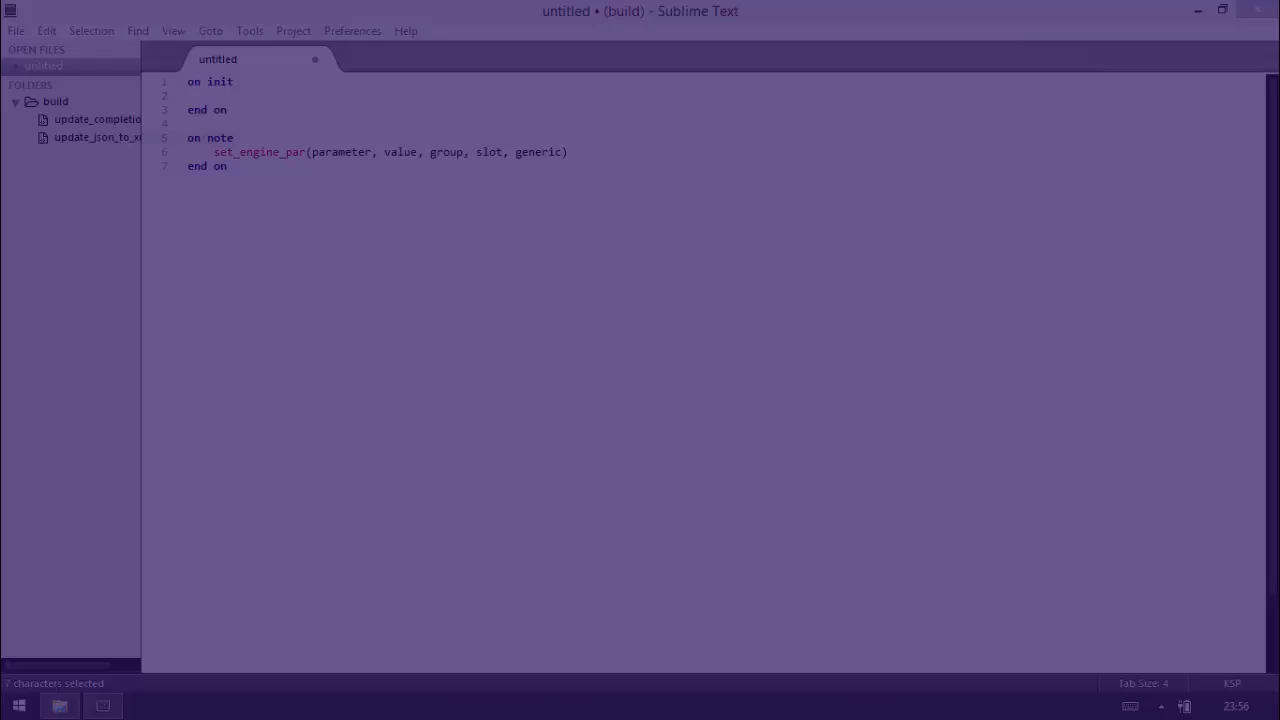 untitled • (build) - Sublime Text
File Edit Selection Find View Goto Tools Project Preferences Help
OPEN FILES
untitled
FOLDERS
build
update_completio
update_json_to_x
untitled
1 on init
2
3 end on
4
5 on note
6 set_engine_par(parameter, value, group, slot, generic)
7 end on
7 characters selected
Tab Size: 4
KSP
23:56